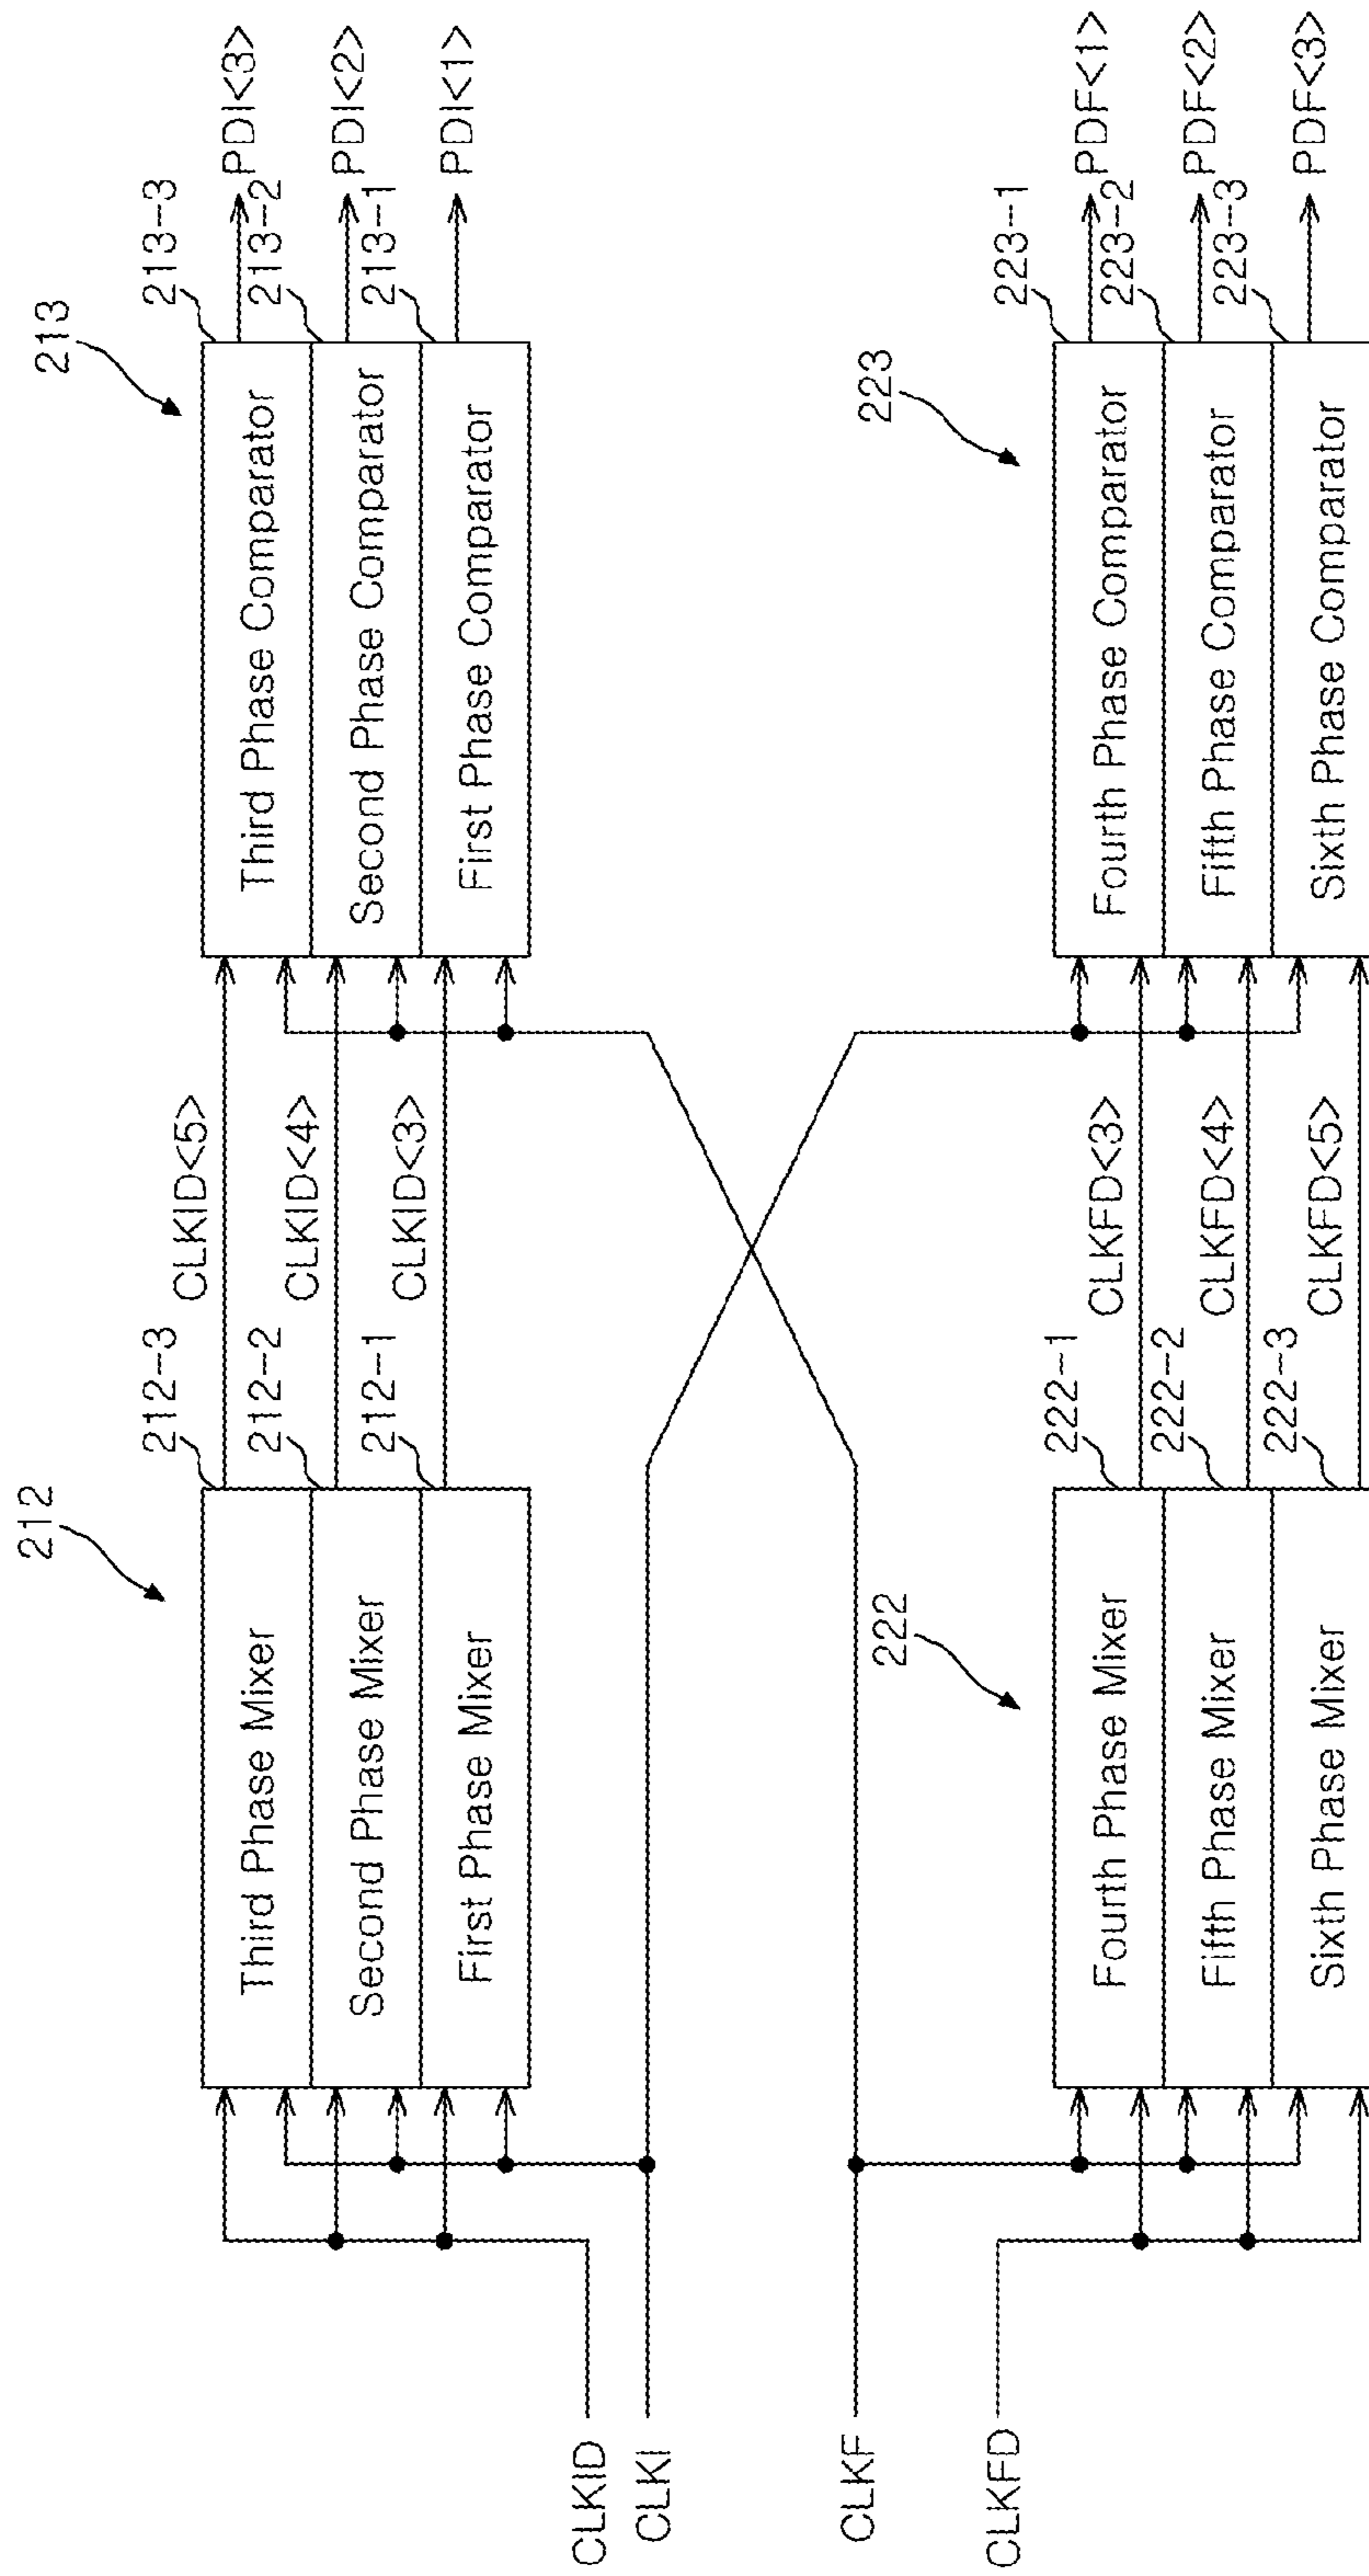 212
213
212-3
212-2
212-1
Third Phase Mixer
Second Phase Mixer
First Phase Mixer
CLKID<5>
CLKID<4>
CLKID<3>
213-3
213-2
213-1
Third Phase Comparator
Second Phase Comparator
First Phase Comparator
PDI<3>
PDI<2>
PDI<1>
CLKID
CLKI
CLKF
CLKFD
222
223
222-1
222-2
222-3
Fourth Phase Mixer
Fifth Phase Mixer
Sixth Phase Mixer
CLKFD<3>
CLKFD<4>
CLKFD<5>
223-1
223-2
223-3
Fourth Phase Comparator
Fifth Phase Comparator
Sixth Phase Comparator
PDF<1>
PDF<2>
PDF<3>